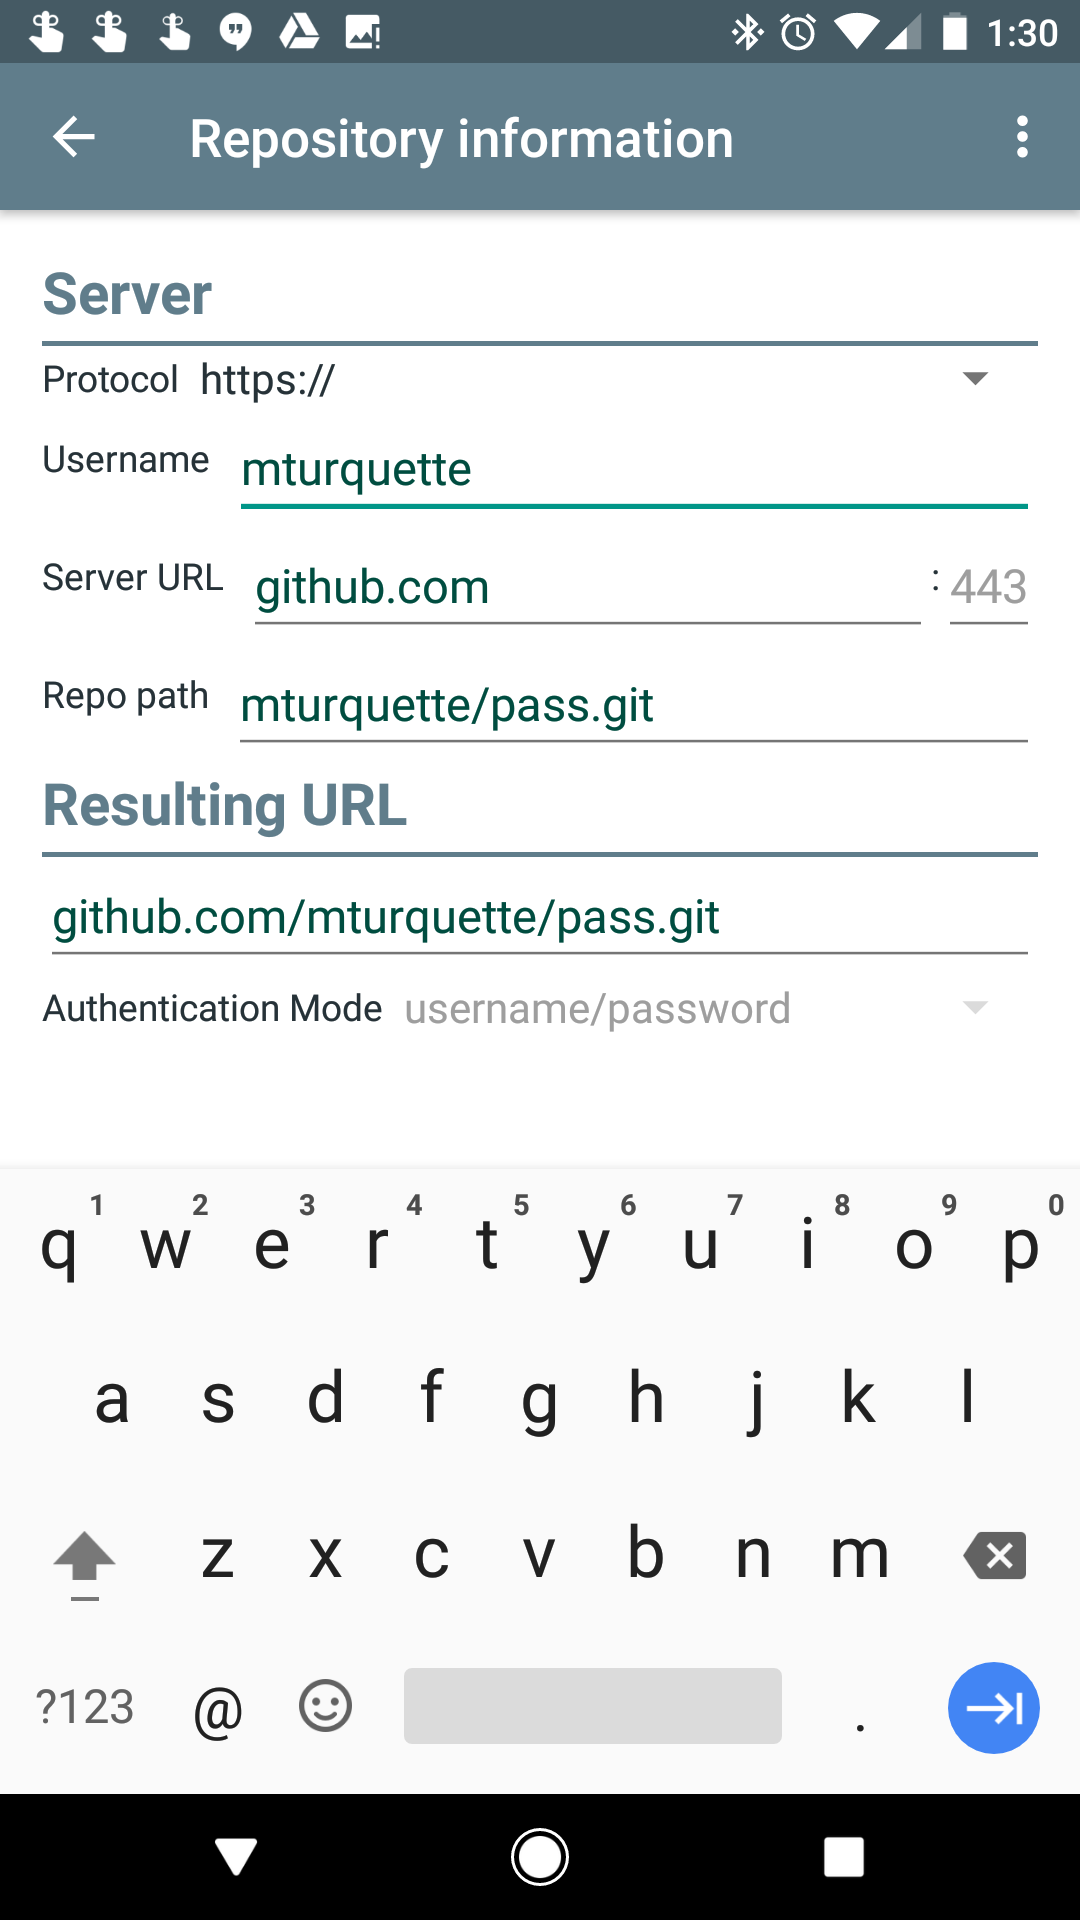 1:30
Repository information
Server
Protocol https://
Username mturquette
Server URL github.com : 443
Repo path mturquette/pass.git
Resulting URL
github.com/mturquette/pass.git
Authentication Mode username/password
1 2 3 4 5 6 7 8 9 0
q w e r t y u i o p
a s d f g h j k l
z x c v b n m
?123 @ .